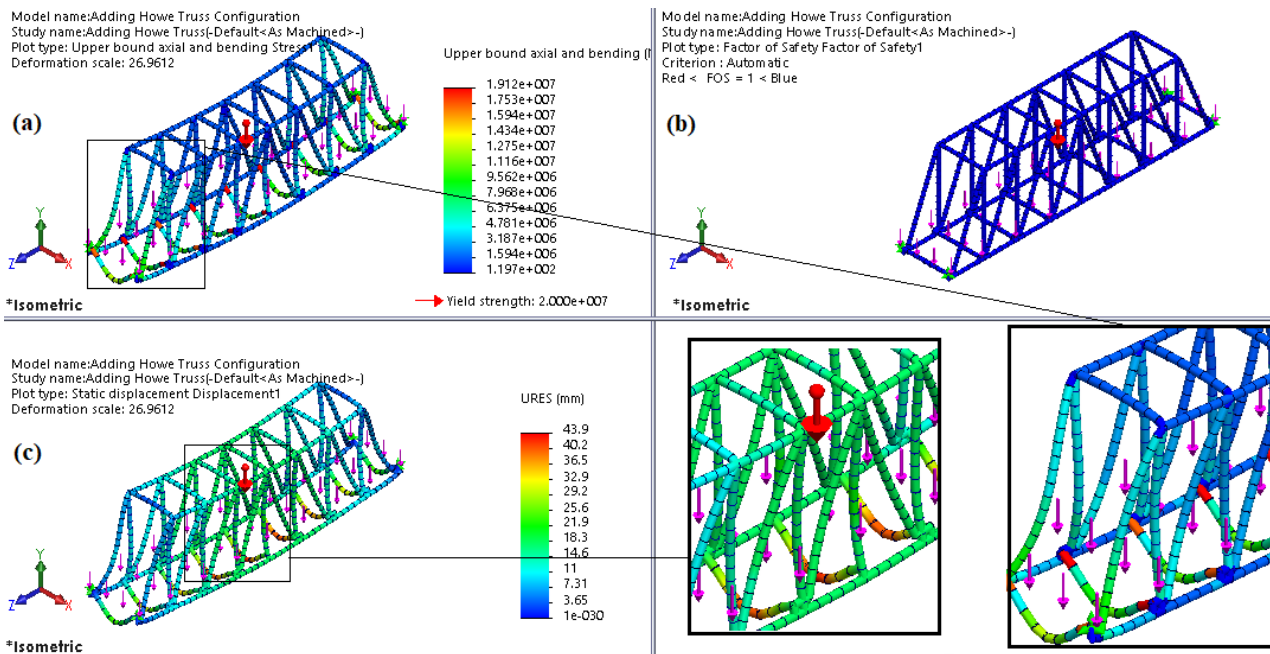 Model name:Adding Howe Truss Configuration
Study name:Adding Howe Truss(-Default<As Machined>-)
Plot type: Upper bound axial and bending Stress1
Deformation scale: 26.9612
Upper bound axial and bending (
1.912e+007
1.753e+007
1.594e+007
1.434e+007
1.275e+007
1.116e+007
9.562e+006
7.968e+006
6.375e+006
4.781e+006
3.187e+006
1.594e+006
1.197e+002
Yield strength: 2.000e+007
(a)
Y
Z
X
*Isometric
Model name:Adding Howe Truss Configuration
Study name:Adding Howe Truss(-Default<As Machined>-)
Plot type: Factor of Safety Factor of Safety1
Criterion : Automatic
Red < FOS = 1 < Blue
(b)
Y
Z
X
*Isometric
Model name:Adding Howe Truss Configuration
Study name:Adding Howe Truss(-Default<As Machined>-)
Plot type: Static displacement Displacement1
Deformation scale: 26.9612
URES (mm)
43.9
40.2
36.5
32.9
29.2
25.6
21.9
18.3
14.6
11
7.31
3.65
1e-030
(c)
Y
Z
X
*Isometric